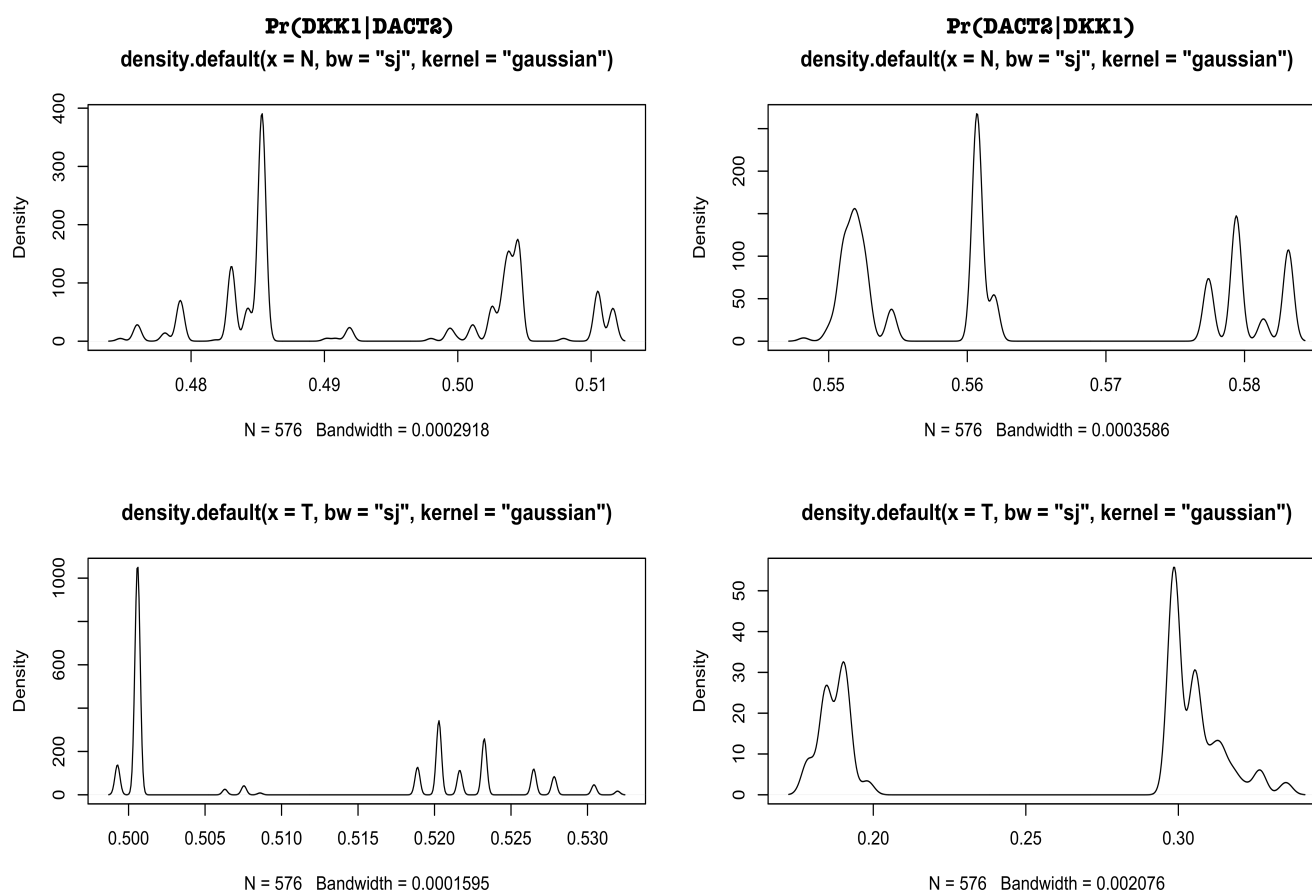 Pr(DKK1|DACT2)
density.default(x = N, bw = "sj", kernel = "gaussian")
Density
0 100 200 300 400
0.48 0.49 0.50 0.51
N = 576 Bandwidth = 0.0002918
Pr(DACT2|DKK1)
density.default(x = N, bw = "sj", kernel = "gaussian")
Density
0 50 100 200
0.55 0.56 0.57 0.58
N = 576 Bandwidth = 0.0003586
density.default(x = T, bw = "sj", kernel = "gaussian")
Density
0 200 600 1000
0.500 0.505 0.510 0.515 0.520 0.525 0.530
N = 576 Bandwidth = 0.0001595
density.default(x = T, bw = "sj", kernel = "gaussian")
Density
0 10 20 30 40 50
0.20 0.25 0.30
N = 576 Bandwidth = 0.002076